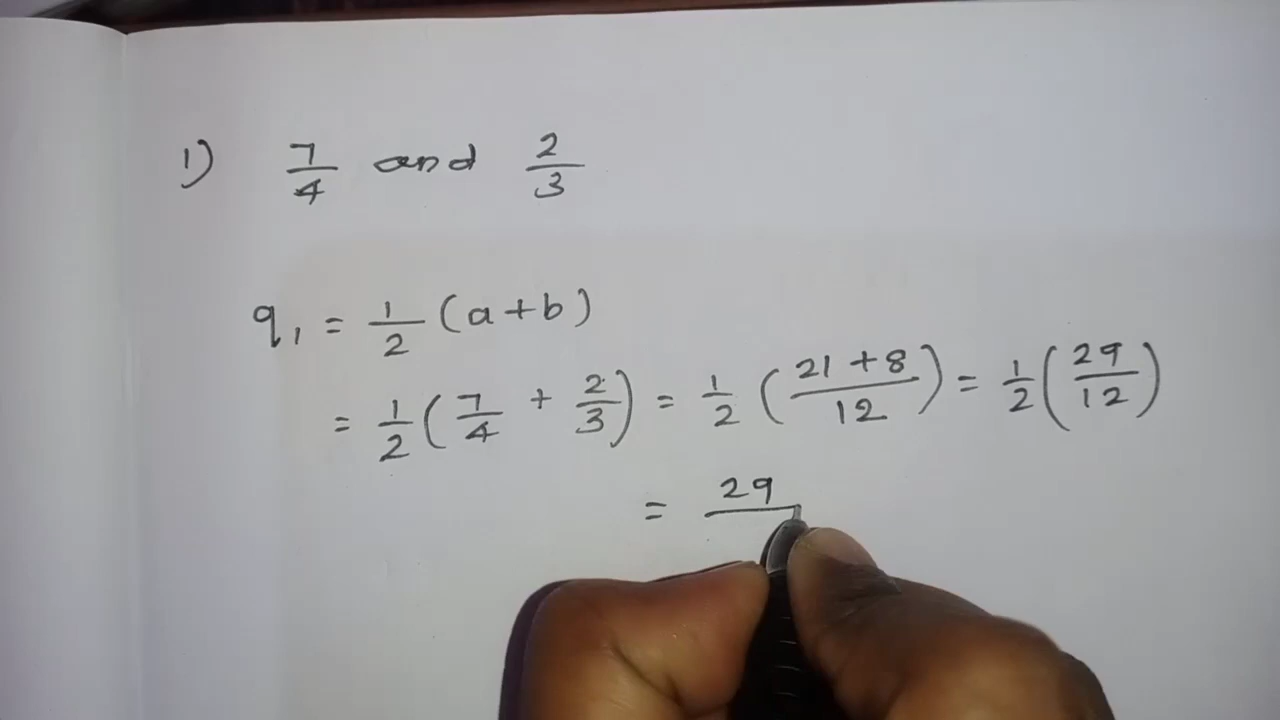 1) 7/4 and 2/3
q₁ = 1/2 (a+b)
= 1/2 (7/4 + 2/3) = 1/2 (21+8/12) = 1/2 (29/12)
= 29